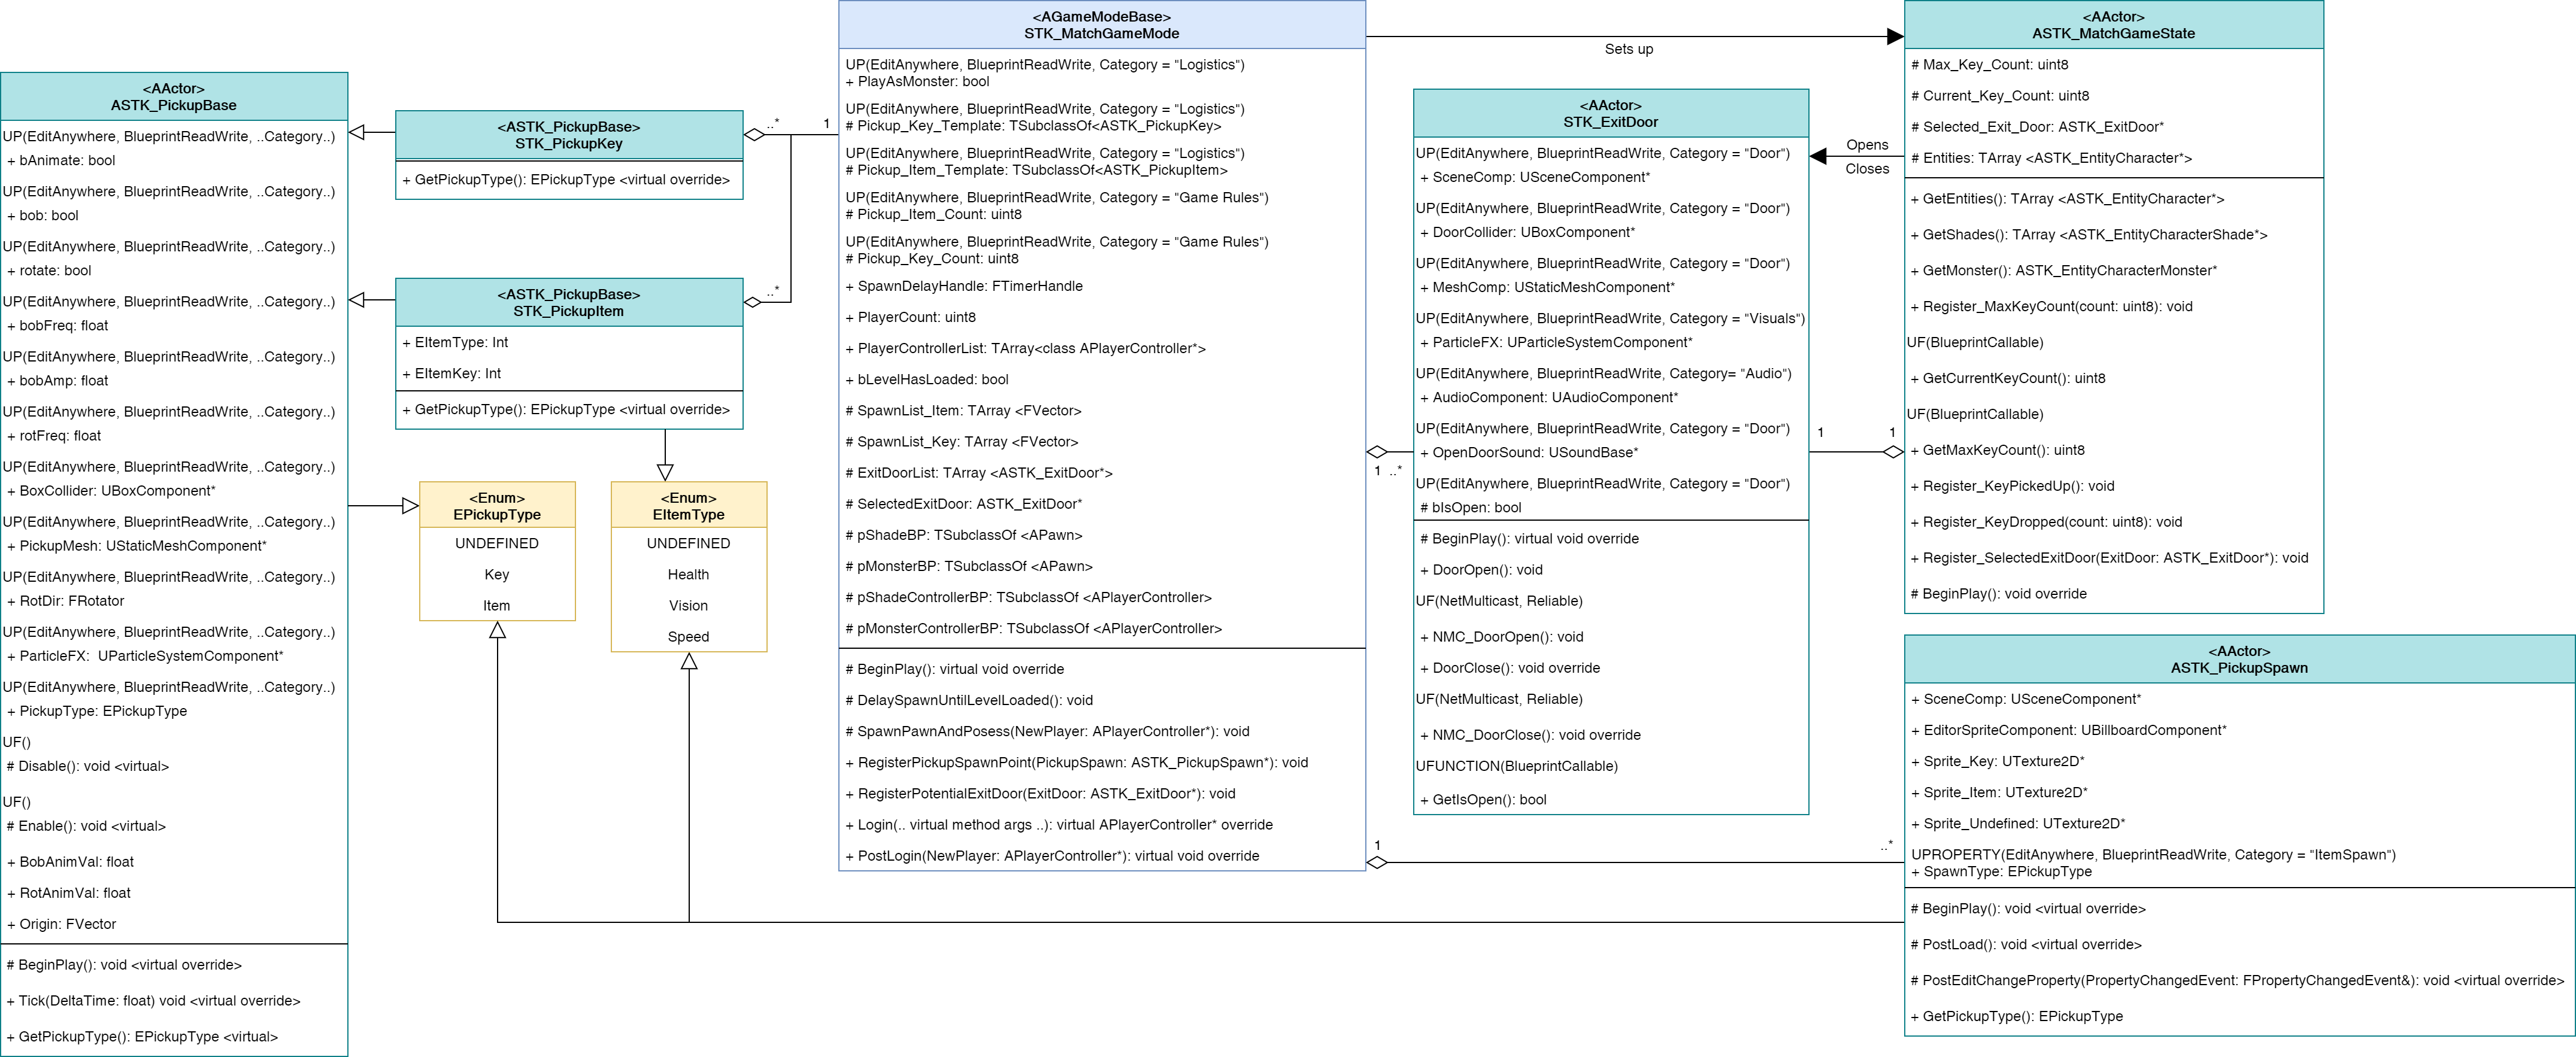 <AActor>
ASTK_PickupBase
UP(EditAnywhere, BlueprintReadWrite, ..Category..)
+ bAnimate: bool
UP(EditAnywhere, BlueprintReadWrite, ..Category..)
+ bob: bool
UP(EditAnywhere, BlueprintReadWrite, ..Category..)
+ rotate: bool
UP(EditAnywhere, BlueprintReadWrite, ..Category..)
+ bobFreq: float
UP(EditAnywhere, BlueprintReadWrite, ..Category..)
+ bobAmp: float
UP(EditAnywhere, BlueprintReadWrite, ..Category..)
+ rotFreq: float
UP(EditAnywhere, BlueprintReadWrite, ..Category..)
+ BoxCollider: UBoxComponent*
UP(EditAnywhere, BlueprintReadWrite, ..Category..)
+ PickupMesh: UStaticMeshComponent*
UP(EditAnywhere, BlueprintReadWrite, ..Category..)
+ RotDir: FRotator
UP(EditAnywhere, BlueprintReadWrite, ..Category..)
+ ParticleFX:  UParticleSystemComponent*
UP(EditAnywhere, BlueprintReadWrite, ..Category..)
+ PickupType: EPickupType
UF()
# Disable(): void <virtual>
UF()
# Enable(): void <virtual>
+ BobAnimVal: float
+ RotAnimVal: float
+ Origin: FVector
# BeginPlay(): void <virtual override>
+ Tick(DeltaTime: float) void <virtual override>
+ GetPickupType(): EPickupType <virtual>
<ASTK_PickupBase>
STK_PickupKey
+ GetPickupType(): EPickupType <virtual override>
..*
1
<ASTK_PickupBase>
STK_PickupItem
+ EItemType: Int
+ EItemKey: Int
+ GetPickupType(): EPickupType <virtual override>
..*
<Enum>
EPickupType
UNDEFINED
Key
Item
<Enum>
EItemType
UNDEFINED
Health
Vision
Speed
<AGameModeBase>
STK_MatchGameMode
UP(EditAnywhere, BlueprintReadWrite, Category = "Logistics")
+ PlayAsMonster: bool
UP(EditAnywhere, BlueprintReadWrite, Category = "Logistics")
# Pickup_Key_Template: TSubclassOf<ASTK_PickupKey>
UP(EditAnywhere, BlueprintReadWrite, Category = "Logistics")
# Pickup_Item_Template: TSubclassOf<ASTK_PickupItem>
UP(EditAnywhere, BlueprintReadWrite, Category = "Game Rules")
# Pickup_Item_Count: uint8
UP(EditAnywhere, BlueprintReadWrite, Category = "Game Rules")
# Pickup_Key_Count: uint8
+ SpawnDelayHandle: FTimerHandle
+ PlayerCount: uint8
+ PlayerControllerList: TArray<class APlayerController*>
+ bLevelHasLoaded: bool
# SpawnList_Item: TArray <FVector>
# SpawnList_Key: TArray <FVector>
# ExitDoorList: TArray <ASTK_ExitDoor*>
# SelectedExitDoor: ASTK_ExitDoor*
# pShadeBP: TSubclassOf <APawn>
# pMonsterBP: TSubclassOf <APawn>
# pShadeControllerBP: TSubclassOf <APlayerController>
# pMonsterControllerBP: TSubclassOf <APlayerController>
# BeginPlay(): virtual void override
# DelaySpawnUntilLevelLoaded(): void
# SpawnPawnAndPosess(NewPlayer: APlayerController*): void
+ RegisterPickupSpawnPoint(PickupSpawn: ASTK_PickupSpawn*): void
+ RegisterPotentialExitDoor(ExitDoor: ASTK_ExitDoor*): void
+ Login(.. virtual method args ..): virtual APlayerController* override
+ PostLogin(NewPlayer: APlayerController*): virtual void override
Sets up
<AActor>
STK_ExitDoor
UP(EditAnywhere, BlueprintReadWrite, Category = "Door")
+ SceneComp: USceneComponent*
UP(EditAnywhere, BlueprintReadWrite, Category = "Door")
+ DoorCollider: UBoxComponent*
UP(EditAnywhere, BlueprintReadWrite, Category = "Door")
+ MeshComp: UStaticMeshComponent*
UP(EditAnywhere, BlueprintReadWrite, Category = "Visuals")
+ ParticleFX: UParticleSystemComponent*
UP(EditAnywhere, BlueprintReadWrite, Category= "Audio")
+ AudioComponent: UAudioComponent*
UP(EditAnywhere, BlueprintReadWrite, Category = "Door")
+ OpenDoorSound: USoundBase*
UP(EditAnywhere, BlueprintReadWrite, Category = "Door")
# bIsOpen: bool
# BeginPlay(): virtual void override
+ DoorOpen(): void
UF(NetMulticast, Reliable)
+ NMC_DoorOpen(): void
+ DoorClose(): void override
UF(NetMulticast, Reliable)
+ NMC_DoorClose(): void override
UFUNCTION(BlueprintCallable)
+ GetIsOpen(): bool
1 ..*
Opens
Closes
1
1
1
..*
<AActor>
ASTK_MatchGameState
# Max_Key_Count: uint8
# Current_Key_Count: uint8
# Selected_Exit_Door: ASTK_ExitDoor*
# Entities: TArray <ASTK_EntityCharacter*>
+ GetEntities(): TArray <ASTK_EntityCharacter*>
+ GetShades(): TArray <ASTK_EntityCharacterShade*>
+ GetMonster(): ASTK_EntityCharacterMonster*
+ Register_MaxKeyCount(count: uint8): void
UF(BlueprintCallable)
+ GetCurrentKeyCount(): uint8
UF(BlueprintCallable)
+ GetMaxKeyCount(): uint8
+ Register_KeyPickedUp(): void
+ Register_KeyDropped(count: uint8): void
+ Register_SelectedExitDoor(ExitDoor: ASTK_ExitDoor*): void
# BeginPlay(): void override
<AActor>
ASTK_PickupSpawn
+ SceneComp: USceneComponent*
+ EditorSpriteComponent: UBillboardComponent*
+ Sprite_Key: UTexture2D*
+ Sprite_Item: UTexture2D*
+ Sprite_Undefined: UTexture2D*
UPROPERTY(EditAnywhere, BlueprintReadWrite, Category = "ItemSpawn")
+ SpawnType: EPickupType
# BeginPlay(): void <virtual override>
# PostLoad(): void <virtual override>
# PostEditChangeProperty(PropertyChangedEvent: FPropertyChangedEvent&): void <virtual override>
+ GetPickupType(): EPickupType